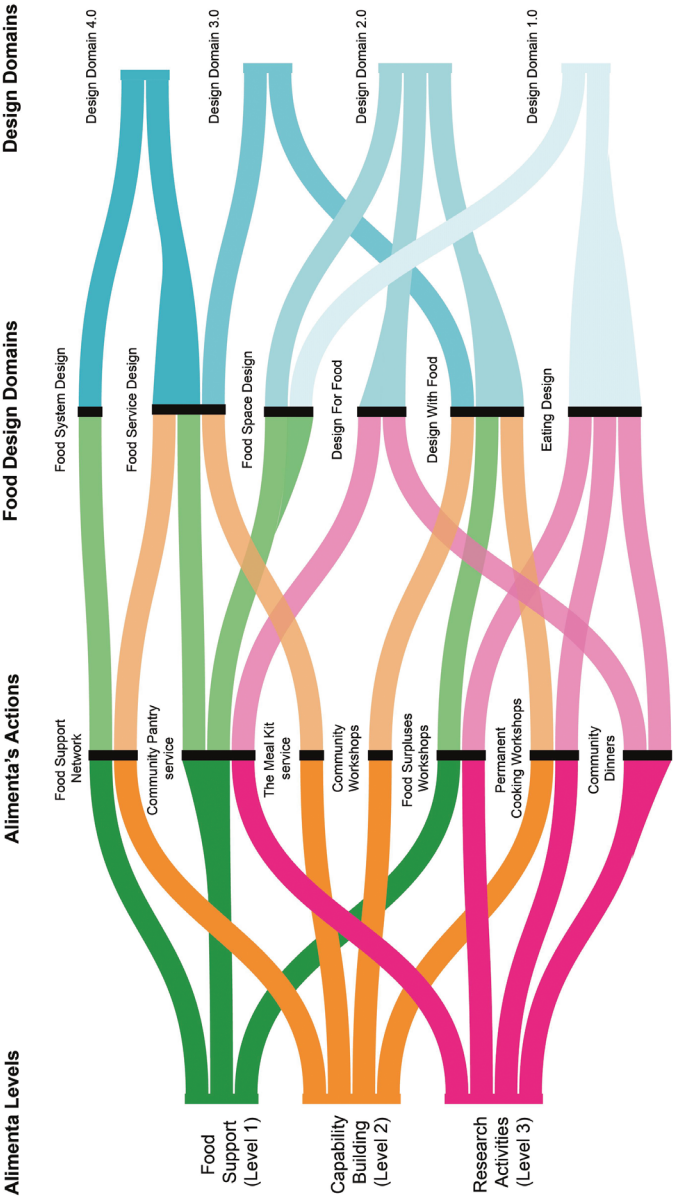 Alimenta Levels
Alimenta's Actions
Food Design Domains
Design Domains
Food
Support
(Level 1)
Capability
Building
(Level 2)
Research
Activities
(Level 3)
Food Support
Network
Community Pantry
service
The Meal Kit
service
Community
Workshops
Food Surpluses
Workshops
Permanent
Cooking Workshops
Community
Dinners
Food System Design
Food Service Design
Food Space Design
Design For Food
Design With Food
Eating Design
Design Domain 4.0
Design Domain 3.0
Design Domain 2.0
Design Domain 1.0